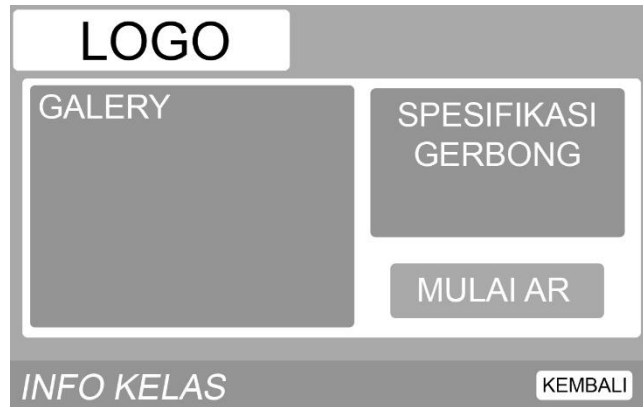 LOGO
GALERY
SPESIFIKASI
GERBONG
MULAI AR
INFO KELAS
KEMBALI